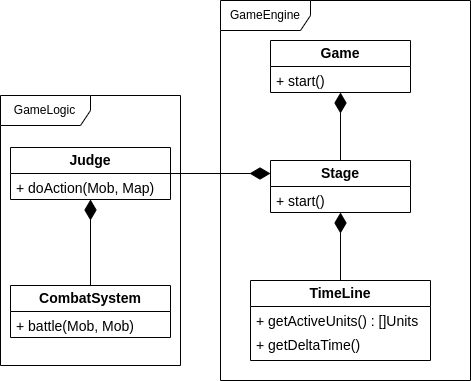 GameEngine
Game
+ start()
GameLogic
Judge
+ doAction(Mob, Map)
Stage
+ start()
CombatSystem
+ battle(Mob, Mob)
TimeLine
+ getActiveUnits() : []Units
+ getDeltaTime()